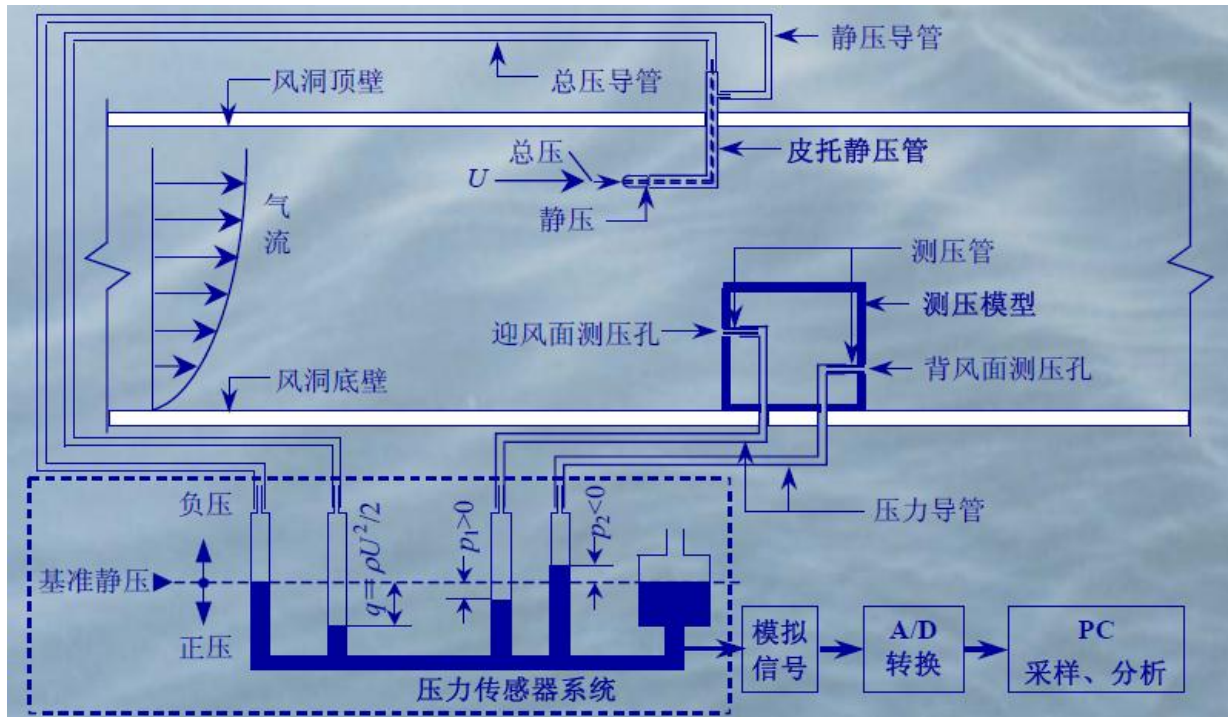 静压导管
风洞顶壁
总压导管
总压
皮托静压管
U
静压
气
流
测压管
测压模型
迎风面测压孔
背风面测压孔
风洞底壁
负压
q=ρU²/2
p₁>0
p₂<0
压力导管
基准静压
正压
模拟
信号
A/D
转换
PC
采样、分析
压力传感器系统